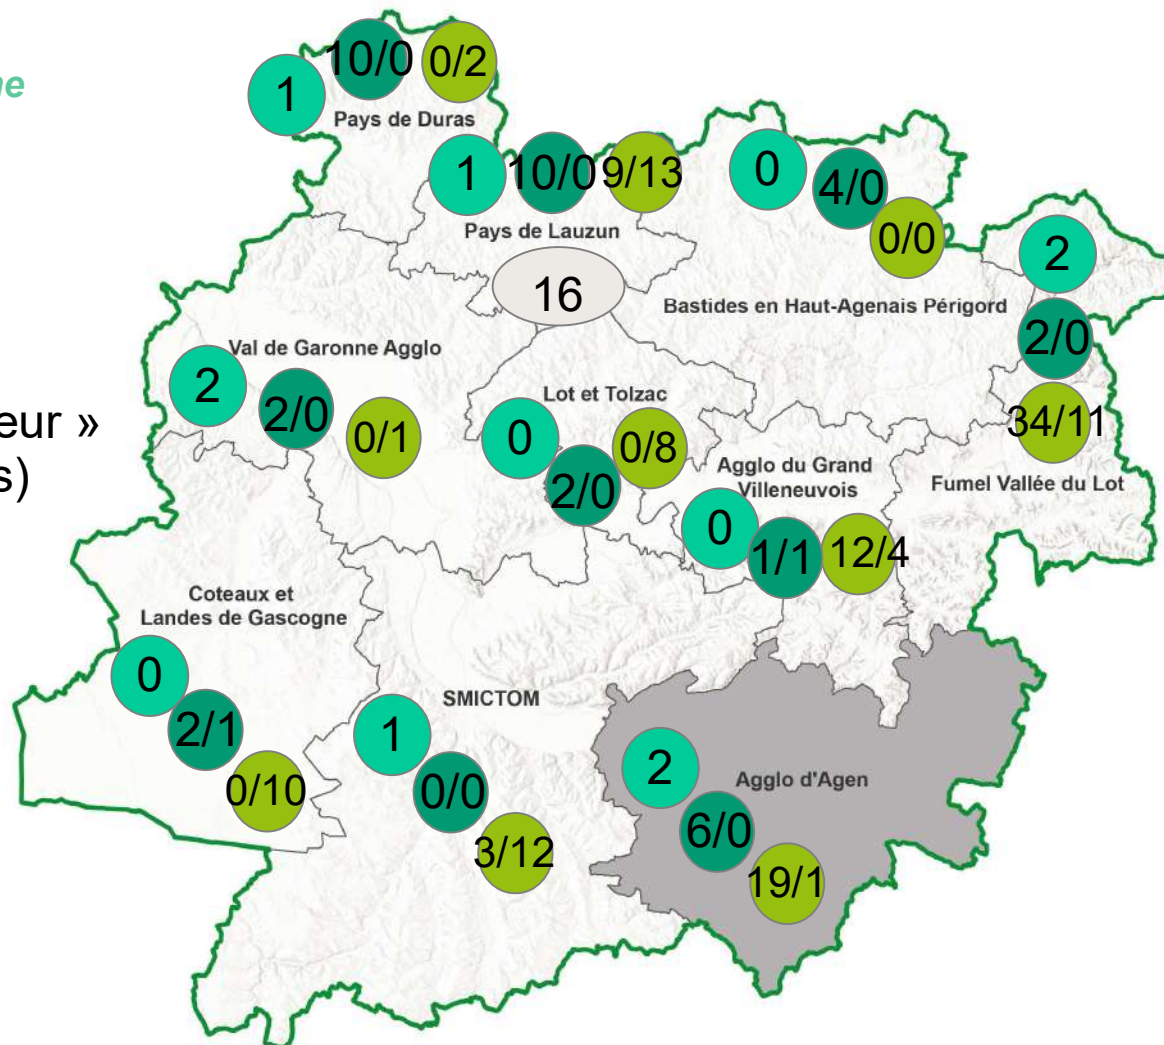 10/0
0/2
1
Pays de Duras
1
10/0
9/13
Pays de Lauzun
0
4/0
0/0
Bastides en Haut-Agenais Périgord
2
2/0
34/11
Fumel Vallée du Lot
16
Val de Garonne Agglo
2
2/0
0/1
Lot et Tolzac
0
2/0
0/8
eur »
s)
Agglo du Grand
Villeneuvois
0
1/1
12/4
Coteaux et
Landes de Gascogne
0
2/1
0/10
SMICTOM
1
0/0
3/12
Agglo d'Agen
2
6/0
19/1